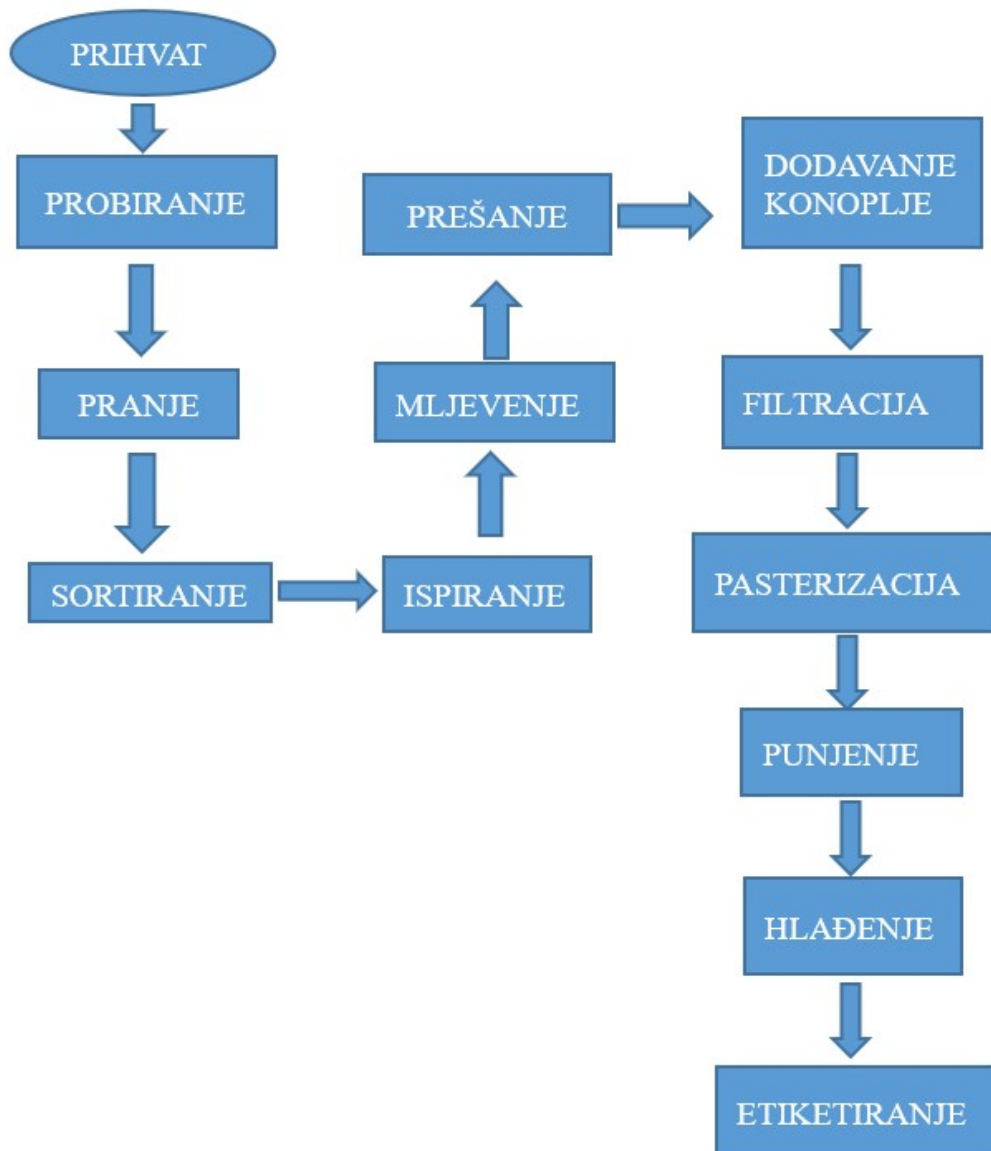 PRIHVAT
PROBIRANJE
PRANJE
SORTIRANJE
ISPIRANJE
MLJEVENJE
PREŠANJE
DODAVANJE
KONOPLJE
FILTRACIJA
PASTERIZACIJA
PUNJENJE
HLAĐENJE
ETIKETIRANJE